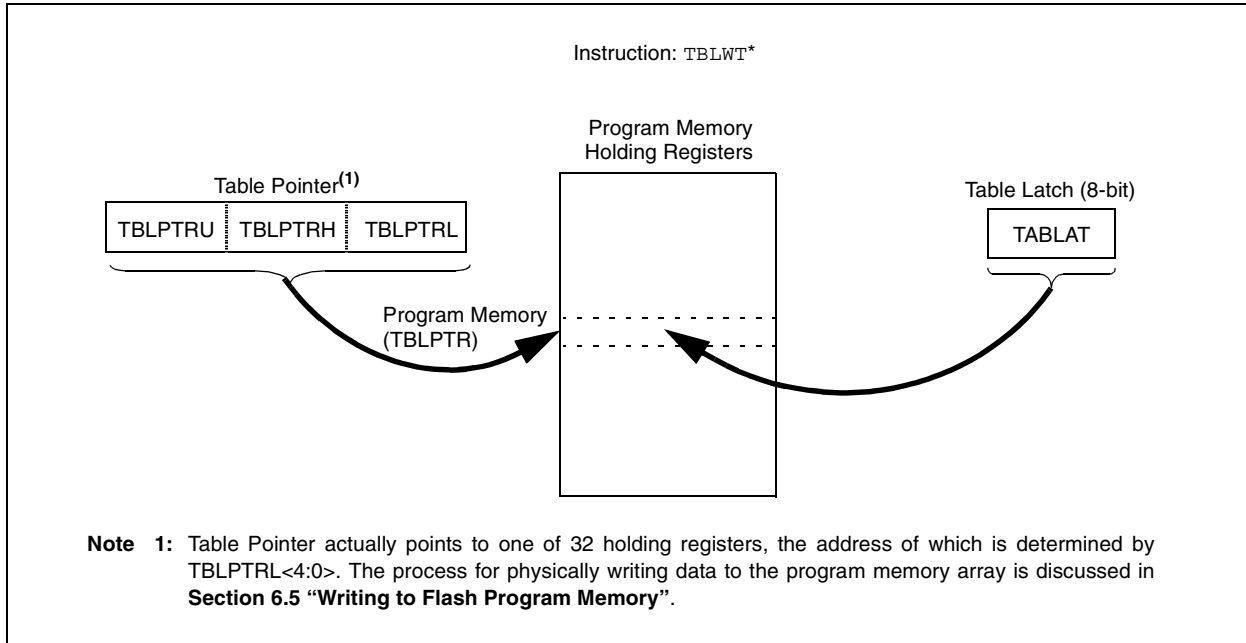 Instruction: TBLWT*
Program Memory
Holding Registers
Table Pointer(1)
Table Latch (8-bit)
TBLPTRU TBLPTRH TBLPTRL
TABLAT
Program Memory
(TBLPTR)
Note 1: Table Pointer actually points to one of 32 holding registers, the address of which is determined by
TBLPTRL<4:0>. The process for physically writing data to the program memory array is discussed in
Section 6.5 “Writing to Flash Program Memory”.